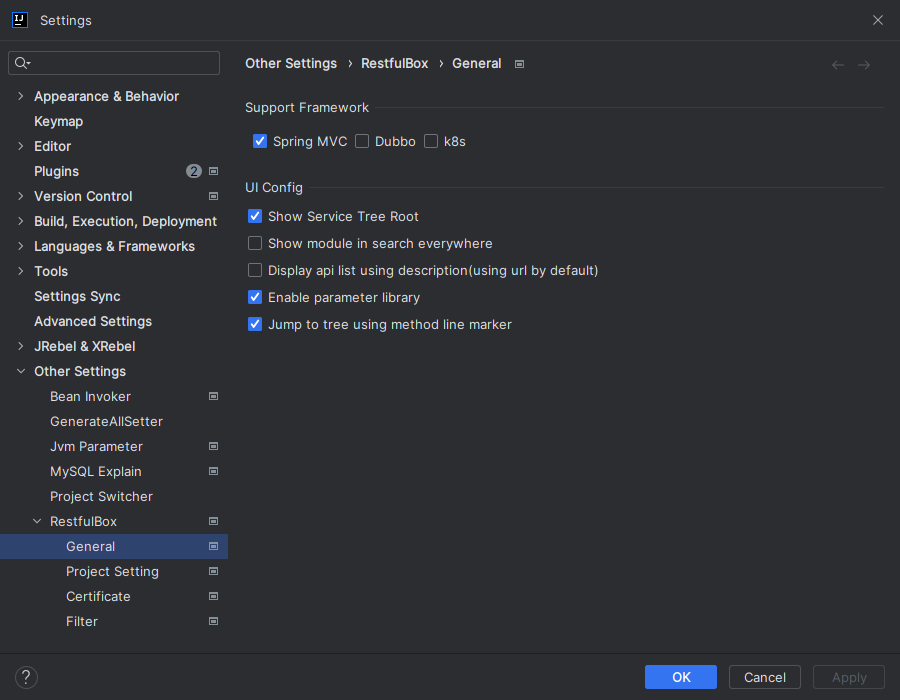 Settings
Appearance & Behavior
Keymap
Editor
Plugins 2
Version Control
Build, Execution, Deployment
Languages & Frameworks
Tools
Settings Sync
Advanced Settings
JRebel & XRebel
Other Settings
Bean Invoker
GenerateAllSetter
Jvm Parameter
MySQL Explain
Project Switcher
RestfulBox
General
Project Setting
Certificate
Filter
Other Settings › RestfulBox › General
Support Framework
Spring MVC Dubbo k8s
UI Config
Show Service Tree Root
Show module in search everywhere
Display api list using description(using url by default)
Enable parameter library
Jump to tree using method line marker
? OK Cancel Apply